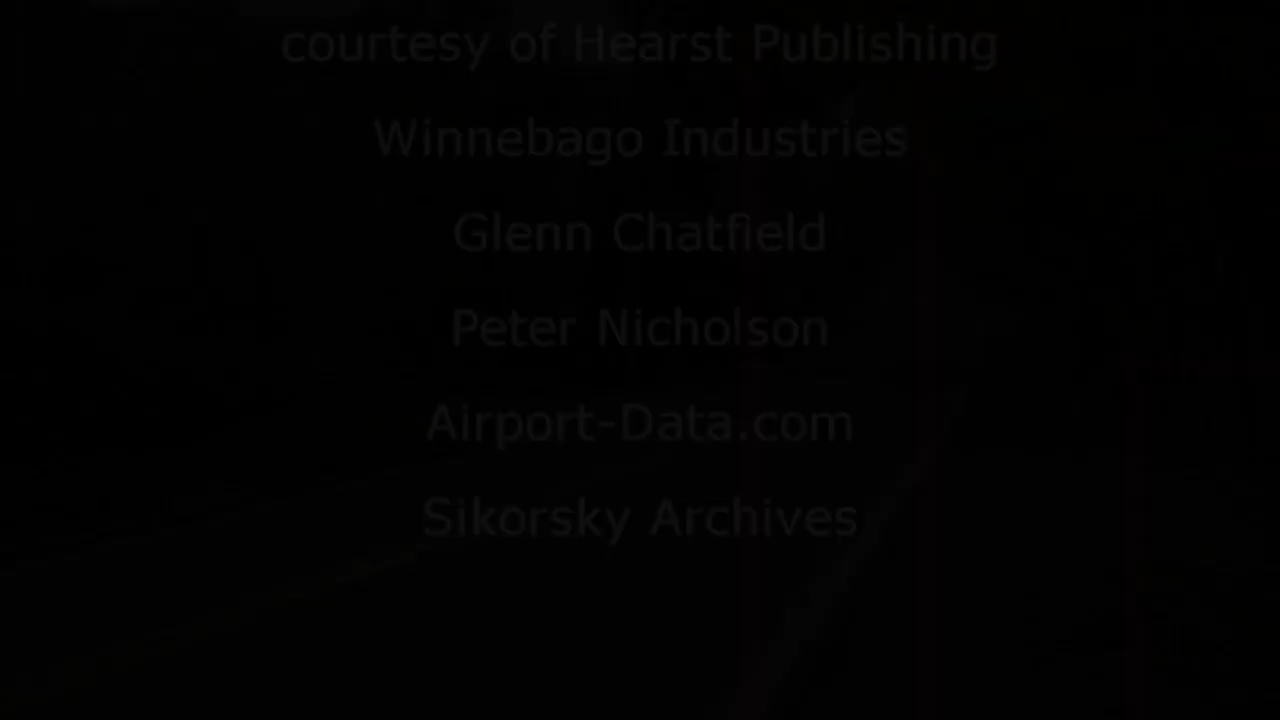 courtesy of Hearst Publishing
Winnebago Industries
Glenn Chatfield
Peter Nicholson
Airport-Data.com
Sikorsky Archives